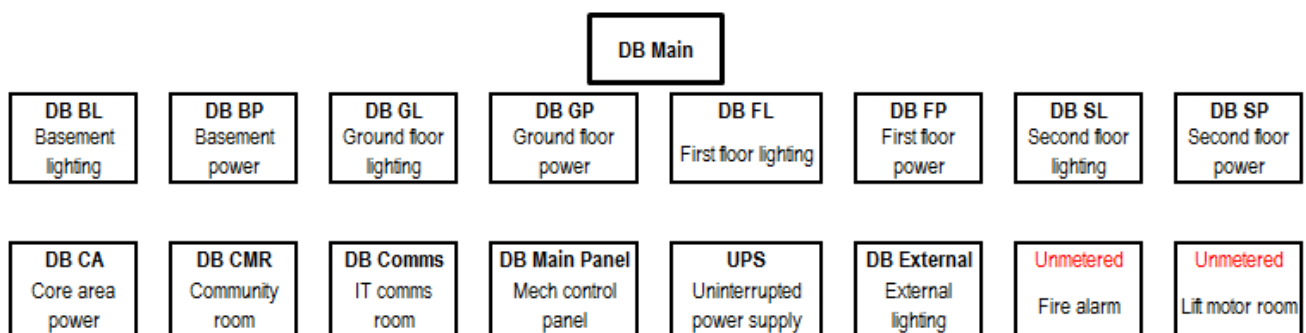 DB Main
DB BL
Basement
lighting
DB BP
Basement
power
DB GL
Ground floor
lighting
DB GP
Ground floor
power
DB FL
First floor lighting
DB FP
First floor
power
DB SL
Second floor
lighting
DB SP
Second floor
power
DB CA
Core area
power
DB CMR
Community
room
DB Comms
IT comms
room
DB Main Panel
Mech control
panel
UPS
Uninterrupted
power supply
DB External
External
lighting
Unmetered
Fire alarm
Unmetered
Lift motor room